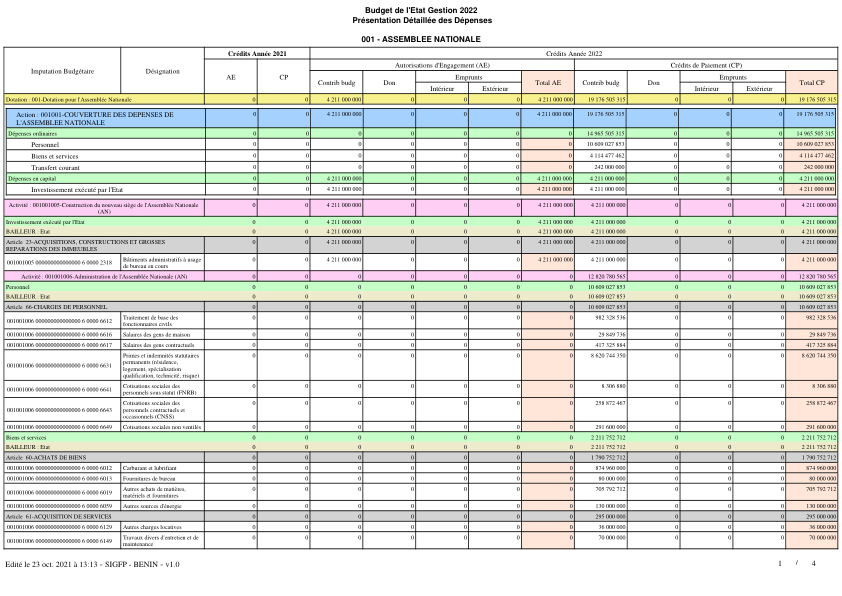 Budget de l'Etat Gestion 2022
Présentation Détaillée des Dépenses
001 - ASSEMBLEE NATIONALE
Imputation Budgétaire Désignation Crédits Année 2021 Crédits Année 2022
AE CP Autorisations d'Engagement (AE) Crédits de Paiement (CP)
Contrib budg Don Emprunts Total AE Contrib budg Don Emprunts Total CP
Intérieur Extérieur Intérieur Extérieur
Dotation : 001-Dotation pour l'Assemblée Nationale 0 0 4 211 000 000 0 0 0 4 211 000 000 19 176 505 315 0 0 0 19 176 505 315
Action : 001001-COUVERTURE DES DEPENSES DE 0 0 4 211 000 000 0 0 0 4 211 000 000 19 176 505 315 0 0 0 19 176 505 315
L'ASSEMBLEE NATIONALE
Dépenses ordinaires 0 0 0 0 0 0 0 14 965 505 315 0 0 0 14 965 505 315
Personnel 0 0 0 0 0 0 0 10 609 027 853 0 0 0 10 609 027 853
Biens et services 0 0 0 0 0 0 0 4 114 477 462 0 0 0 4 114 477 462
Transfert courant 0 0 0 0 0 0 0 242 000 000 0 0 0 242 000 000
Dépenses en capital 0 0 4 211 000 000 0 0 0 4 211 000 000 4 211 000 000 0 0 0 4 211 000 000
Investissement exécuté par l'Etat 0 0 4 211 000 000 0 0 0 4 211 000 000 4 211 000 000 0 0 0 4 211 000 000
Activité : 001001005-Construction du nouveau siège de l'Assemblée Nationale 0 0 4 211 000 000 0 0 0 4 211 000 000 4 211 000 000 0 0 0 4 211 000 000
(AN)
Investissement exécuté par l'Etat 0 0 4 211 000 000 0 0 0 4 211 000 000 4 211 000 000 0 0 0 4 211 000 000
BAILLEUR : Etat 0 0 4 211 000 000 0 0 0 4 211 000 000 4 211 000 000 0 0 0 4 211 000 000
Article 23-ACQUISITIONS, CONSTRUCTIONS ET GROSSES 0 0 4 211 000 000 0 0 0 4 211 000 000 4 211 000 000 0 0 0 4 211 000 000
REPARATIONS DES IMMEUBLES
001001005 0000000000000000 6 0000 2318 Bâtiments administratifs à usage 0 0 4 211 000 000 0 0 0 4 211 000 000 4 211 000 000 0 0 0 4 211 000 000
de bureau en cours
Activité : 001001006-Administration de l'Assemblée Nationale (AN) 0 0 0 0 0 0 0 12 820 780 565 0 0 0 12 820 780 565
Personnel 0 0 0 0 0 0 0 10 609 027 853 0 0 0 10 609 027 853
BAILLEUR : Etat 0 0 0 0 0 0 0 10 609 027 853 0 0 0 10 609 027 853
Article 66-CHARGES DE PERSONNEL 0 0 0 0 0 0 0 10 609 027 853 0 0 0 10 609 027 853
001001006 0000000000000000 6 0000 6612 Traitement de base des 0 0 0 0 0 0 0 982 328 536 0 0 0 982 328 536
fonctionnaires civils
001001006 0000000000000000 6 0000 6616 Salaires des gens de maison 0 0 0 0 0 0 0 29 849 736 0 0 0 29 849 736
001001006 0000000000000000 6 0000 6617 Salaires des gens contractuels 0 0 0 0 0 0 0 417 325 884 0 0 0 417 325 884
001001006 0000000000000000 6 0000 6631 Primes et indemnités statutaires 0 0 0 0 0 0 0 8 620 744 350 0 0 0 8 620 744 350
permanents (résidence,
logement, spécialisation
qualification, technicité, risque)
001001006 0000000000000000 6 0000 6641 Cotisations sociales des 0 0 0 0 0 0 0 8 306 880 0 0 0 8 306 880
personnels sous statut (FNRB)
001001006 0000000000000000 6 0000 6643 Cotisations sociales des 0 0 0 0 0 0 0 258 872 467 0 0 0 258 872 467
personnels contractuels et
occasionnels (CNSS)
001001006 0000000000000000 6 0000 6649 Cotisations sociales non ventilés 0 0 0 0 0 0 0 291 600 000 0 0 0 291 600 000
Biens et services 0 0 0 0 0 0 0 2 211 752 712 0 0 0 2 211 752 712
BAILLEUR : Etat 0 0 0 0 0 0 0 2 211 752 712 0 0 0 2 211 752 712
Article 60-ACHATS DE BIENS 0 0 0 0 0 0 0 1 790 752 712 0 0 0 1 790 752 712
001001006 0000000000000000 6 0000 6012 Carburant et lubrifiant 0 0 0 0 0 0 0 874 960 000 0 0 0 874 960 000
001001006 0000000000000000 6 0000 6013 Fournitures de bureau 0 0 0 0 0 0 0 80 000 000 0 0 0 80 000 000
001001006 0000000000000000 6 0000 6019 Autres achats de matières, 0 0 0 0 0 0 0 705 792 712 0 0 0 705 792 712
matériels et fournitures
001001006 0000000000000000 6 0000 6059 Autres sources d'énergie 0 0 0 0 0 0 0 130 000 000 0 0 0 130 000 000
Article 61-ACQUISITION DE SERVICES 0 0 0 0 0 0 0 295 000 000 0 0 0 295 000 000
001001006 0000000000000000 6 0000 6129 Autres charges locatives 0 0 0 0 0 0 0 36 000 000 0 0 0 36 000 000
001001006 0000000000000000 6 0000 6149 Travaux divers d'entretien et de 0 0 0 0 0 0 0 70 000 000 0 0 0 70 000 000
maintenance
Edité le 23 oct. 2021 à 13:13 - SIGFP - BENIN - v1.0 1 / 4